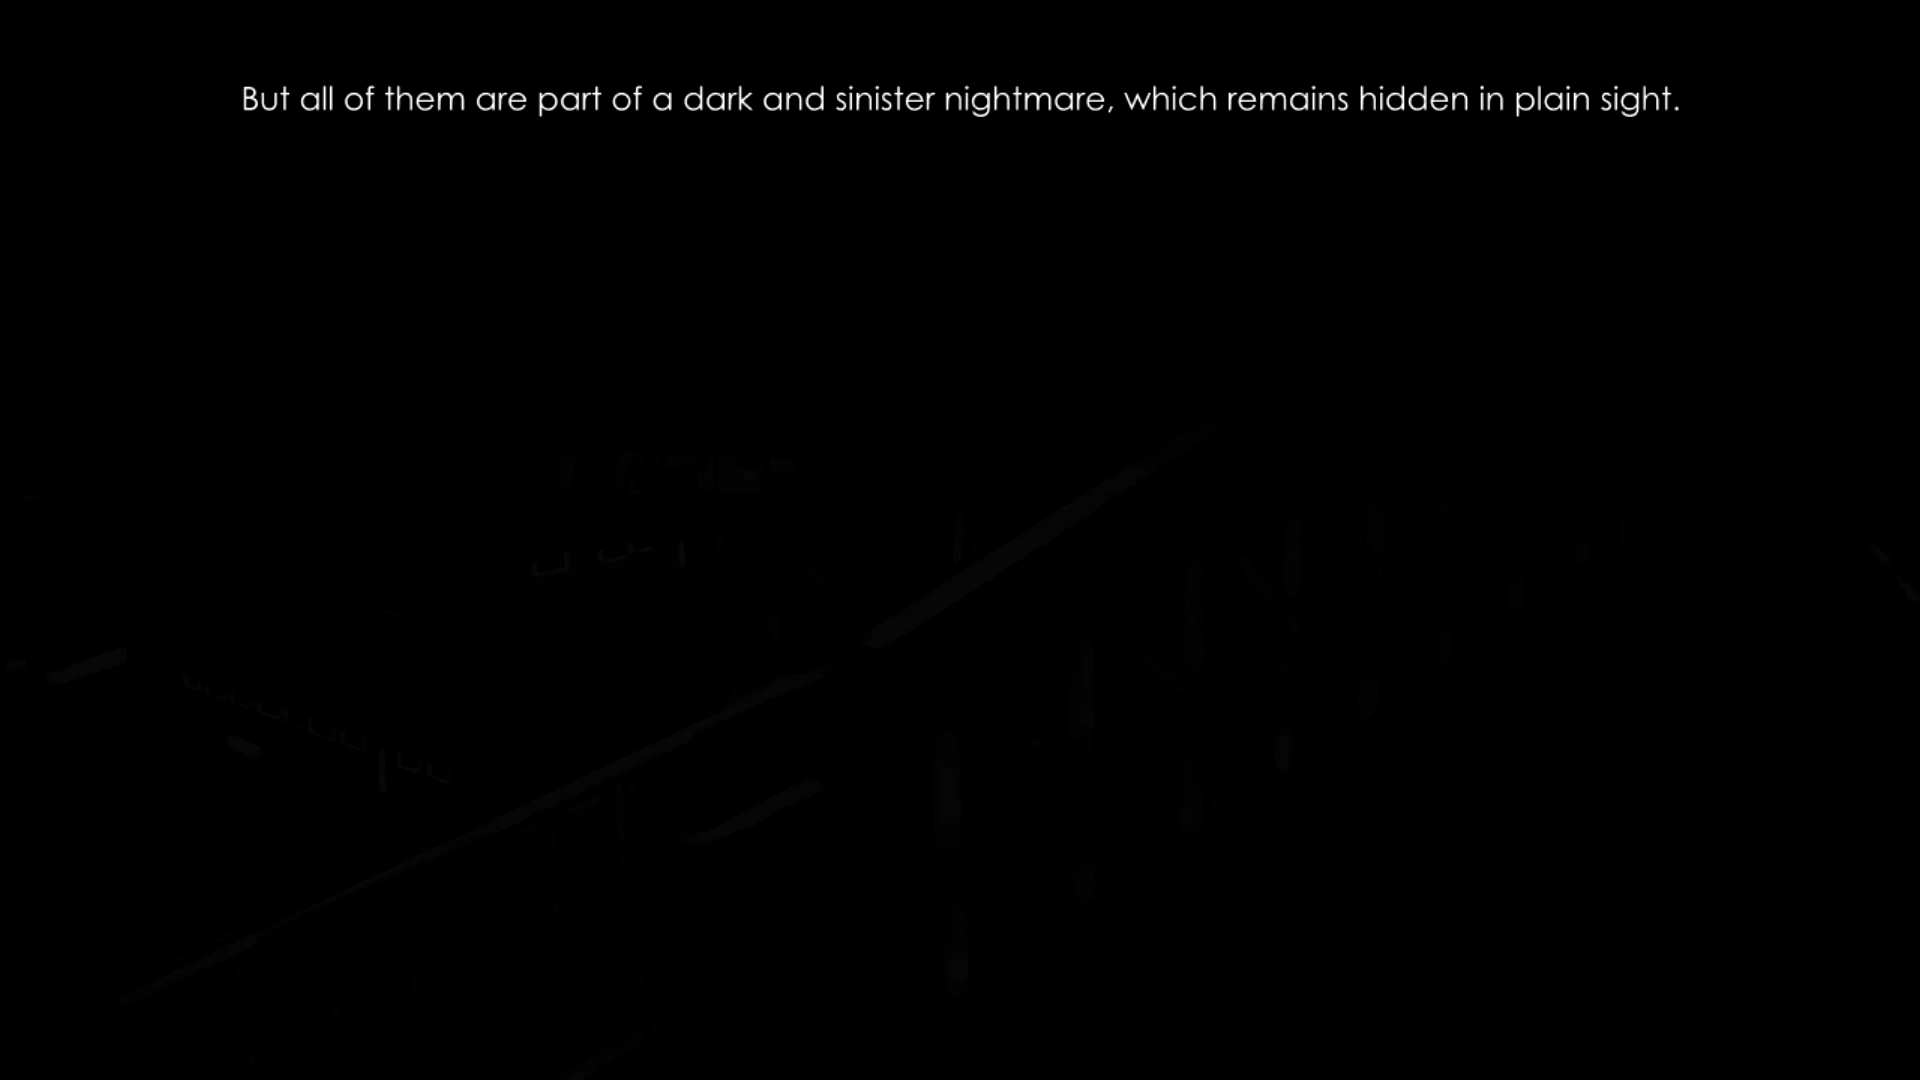 But all of them are part of a dark and sinister nightmare, which remains hidden in plain sight.